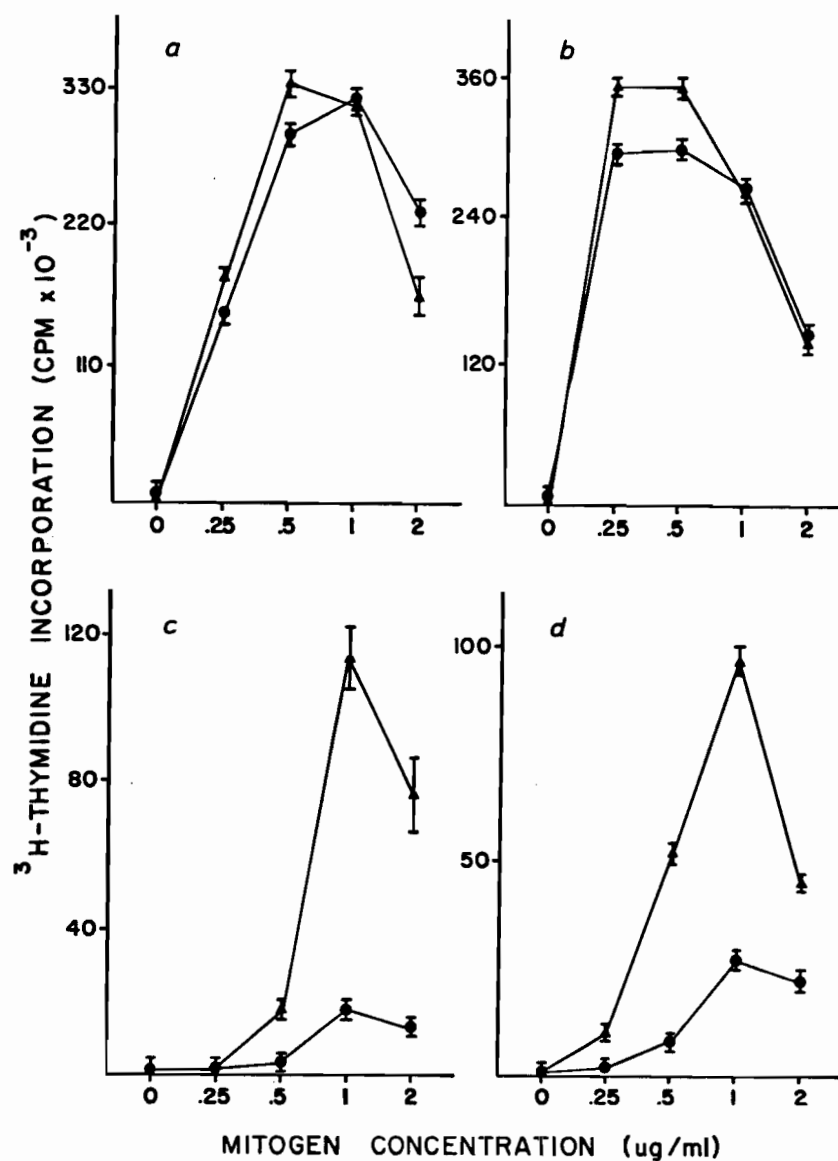 a
330
220
110
0 .25 .5 1 2
b
360
240
120
0 .25 .5 1 2
³H-THYMIDINE INCORPORATION (CPM x 10⁻³)
c
120
80
40
0 .25 .5 1 2
d
100
50
0 .25 .5 1 2
MITOGEN CONCENTRATION (ug/ml)